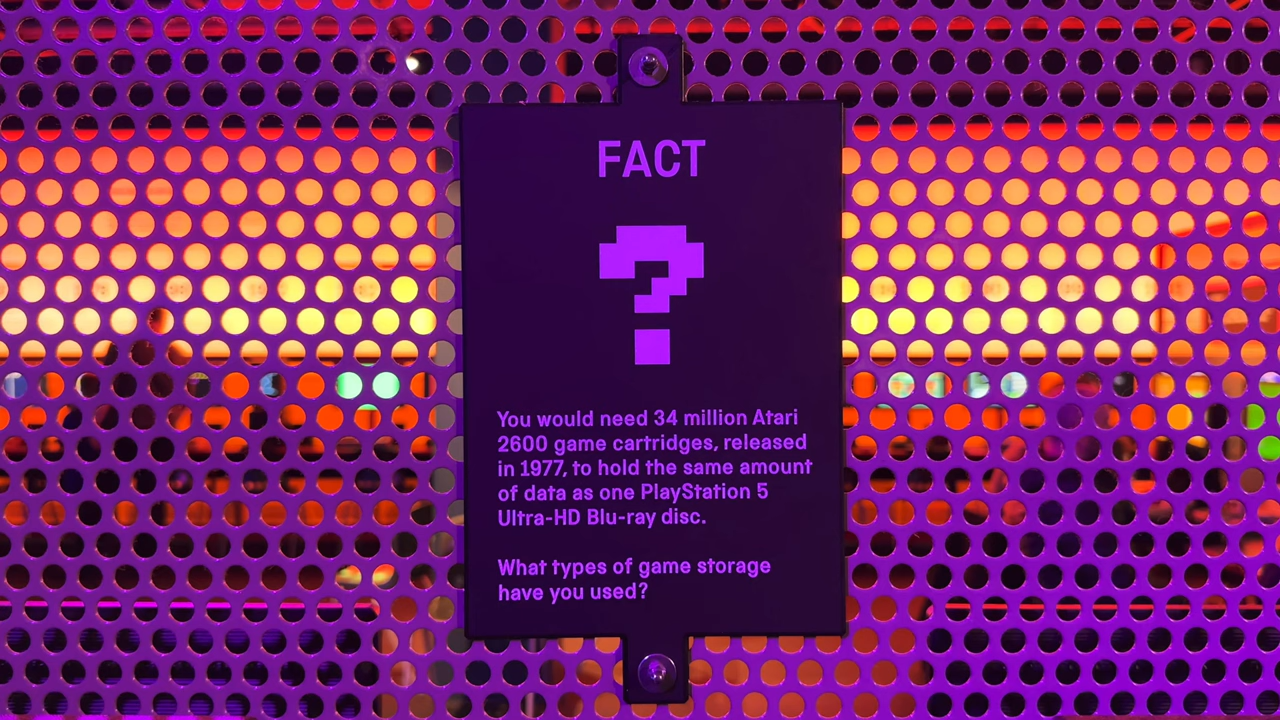 FACT
?
You would need 34 million Atari
2600 game cartridges, released
in 1977, to hold the same amount
of data as one PlayStation 5
Ultra-HD Blu-ray disc.
What types of game storage
have you used?